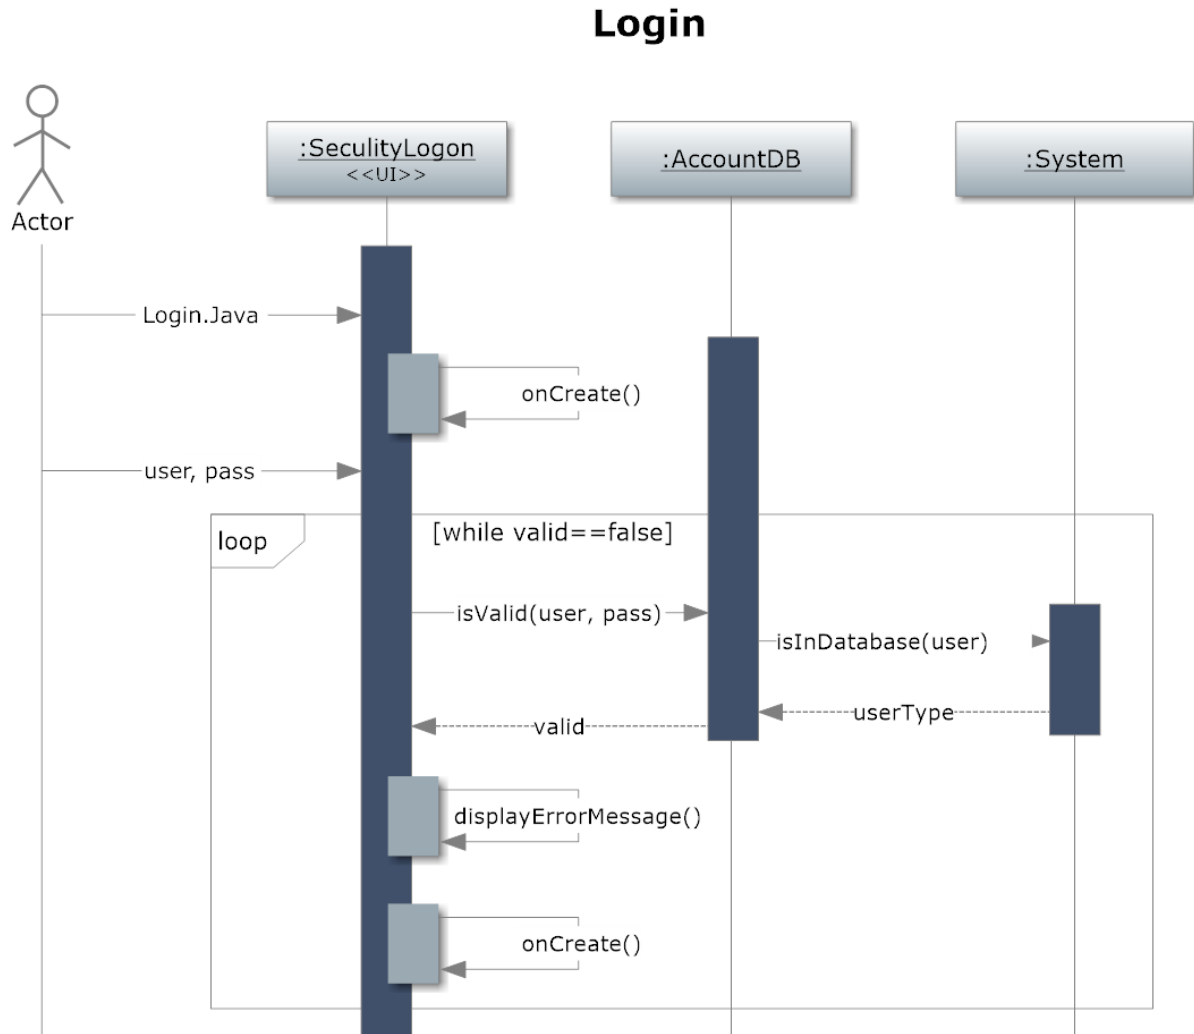 Login
:SeculityLogon
<<UI>>
:AccountDB
:System
Actor
Login.Java
onCreate()
user, pass
loop
[while valid==false]
isValid(user, pass)
isInDatabase(user)
userType
valid
displayErrorMessage()
onCreate()